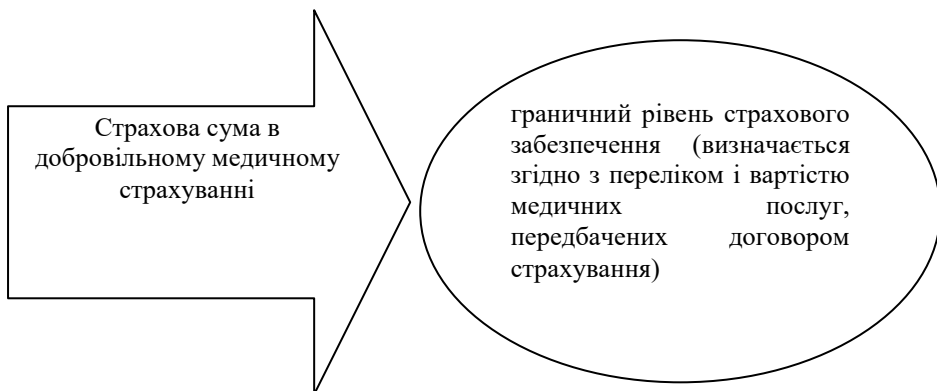 Страхова сума в
добровільному медичному
страхуванні
граничний рівень страхового
забезпечення (визначається
згідно з переліком і вартістю
медичних послуг,
передбачених договором
страхування)